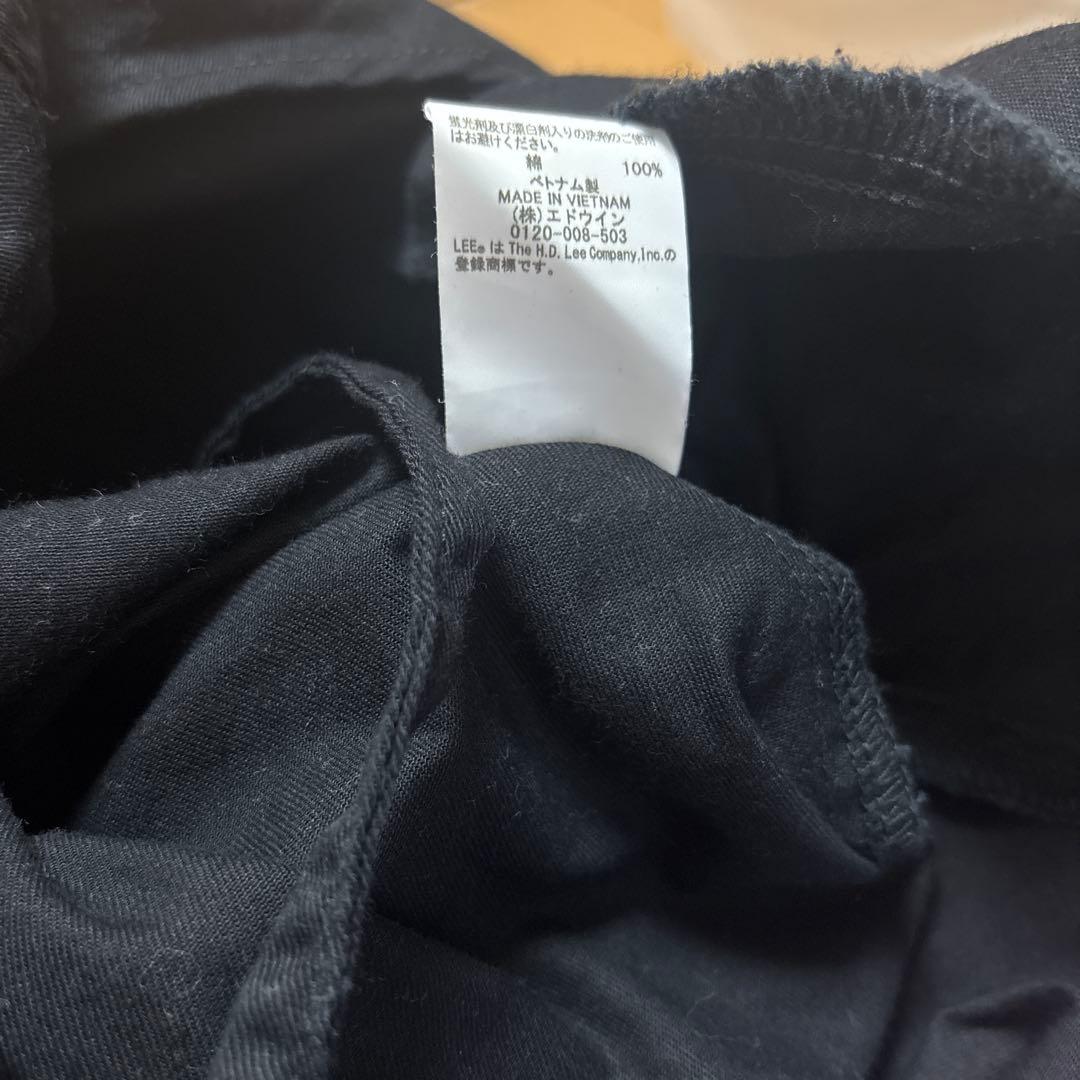 蛍光剤及び漂白剤入りの洗剤のご使用
はお避けください。
綿 100%
ベトナム製
MADE IN VIETNAM
(株)エドウイン
0120-008-503
LEE® は The H.D. Lee Company,Inc.の
登録商標です。